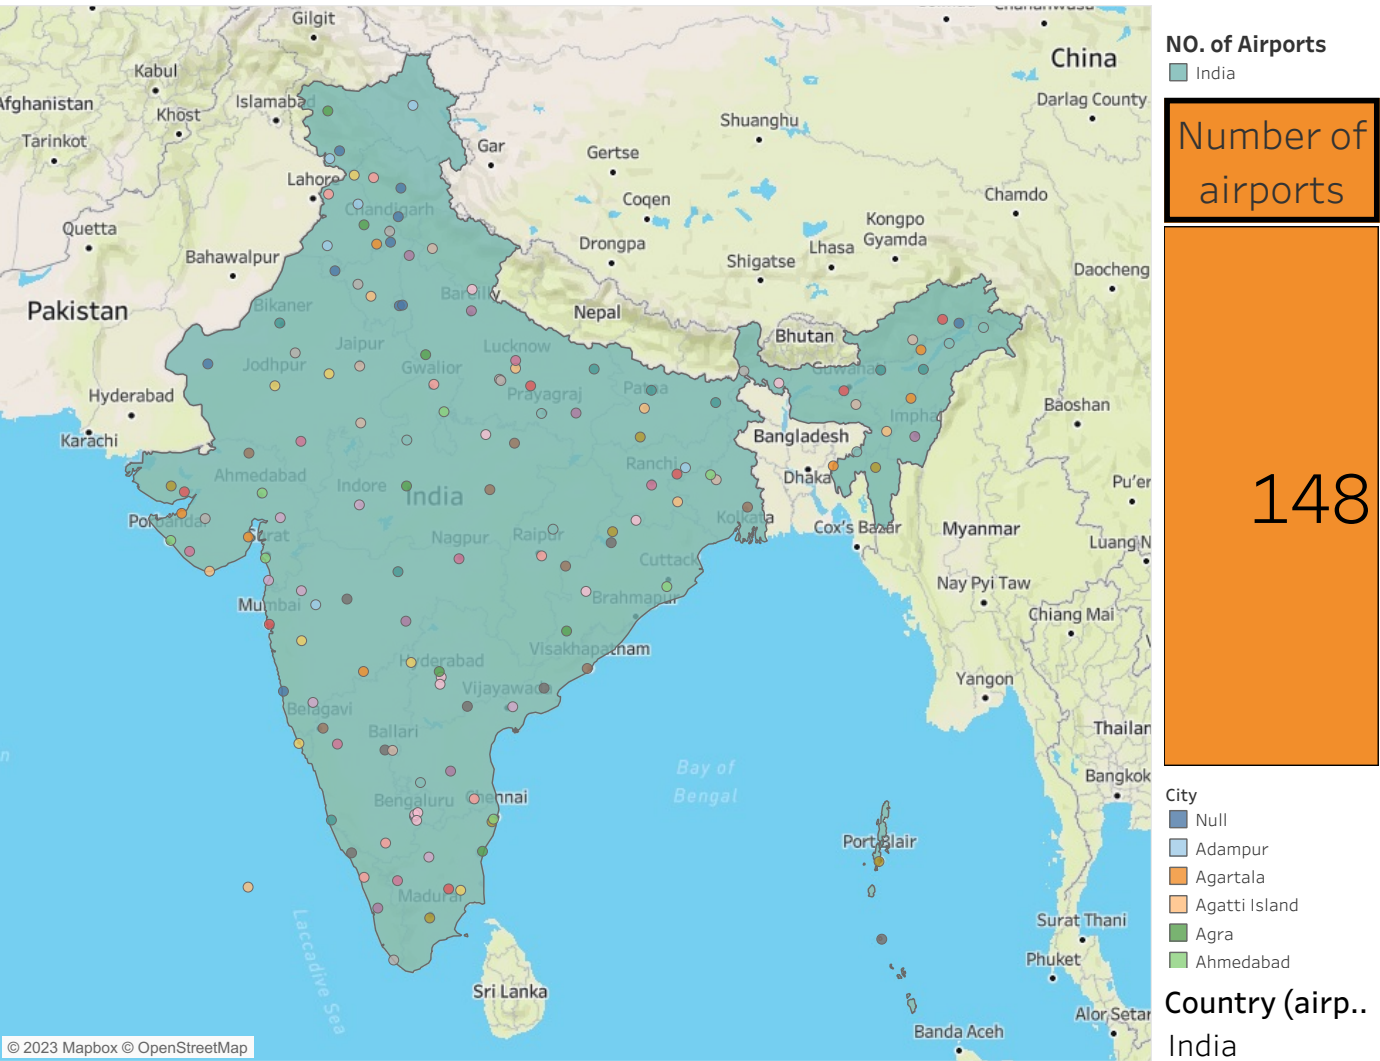 Gilgit
China
Kabul
Afghanistan
Islamabad
Khost
Tarinkot
Darlag County
Shuanghu
Gar
Gertse
Lahore
Chandigarh
Coqen
Chamdo
Quetta
Kongpo
Gyamda
Drongpa
Lhasa
Bahawalpur
Shigatse
Daocheng
Pakistan
Bikaner
Bareilly
Nepal
Bhutan
Jaipur
Lucknow
Jodhpur
Gwalior
Guwaha
Hyderabad
Prayagraj
Patna
Baoshan
Karachi
Impha
Bangladesh
Ranchi
Ahmedabad
Indore
India
Dhaka
Pu'er
Porbandar
Surat
Kolkata
Cox's Bazar
Myanmar
Nagpur
Raipur
Luang N
Cuttack
Nay Pyi Taw
Mumbai
Brahmapur
Chiang Mai
Visakhapatnam
Hyderabad
Yangon
Vijayawada
Belagavi
Ballari
Thailan
Bay of
Bengal
Bangkok
Bengaluru
Chennai
Port Blair
Madurai
Laccadive Sea
Surat Thani
Phuket
Sri Lanka
Alor Setar
Banda Aceh
© 2023 Mapbox © OpenStreetMap
NO. of Airports
India
Number of
airports
148
City
Null
Adampur
Agartala
Agatti Island
Agra
Ahmedabad
Country (airp..
India